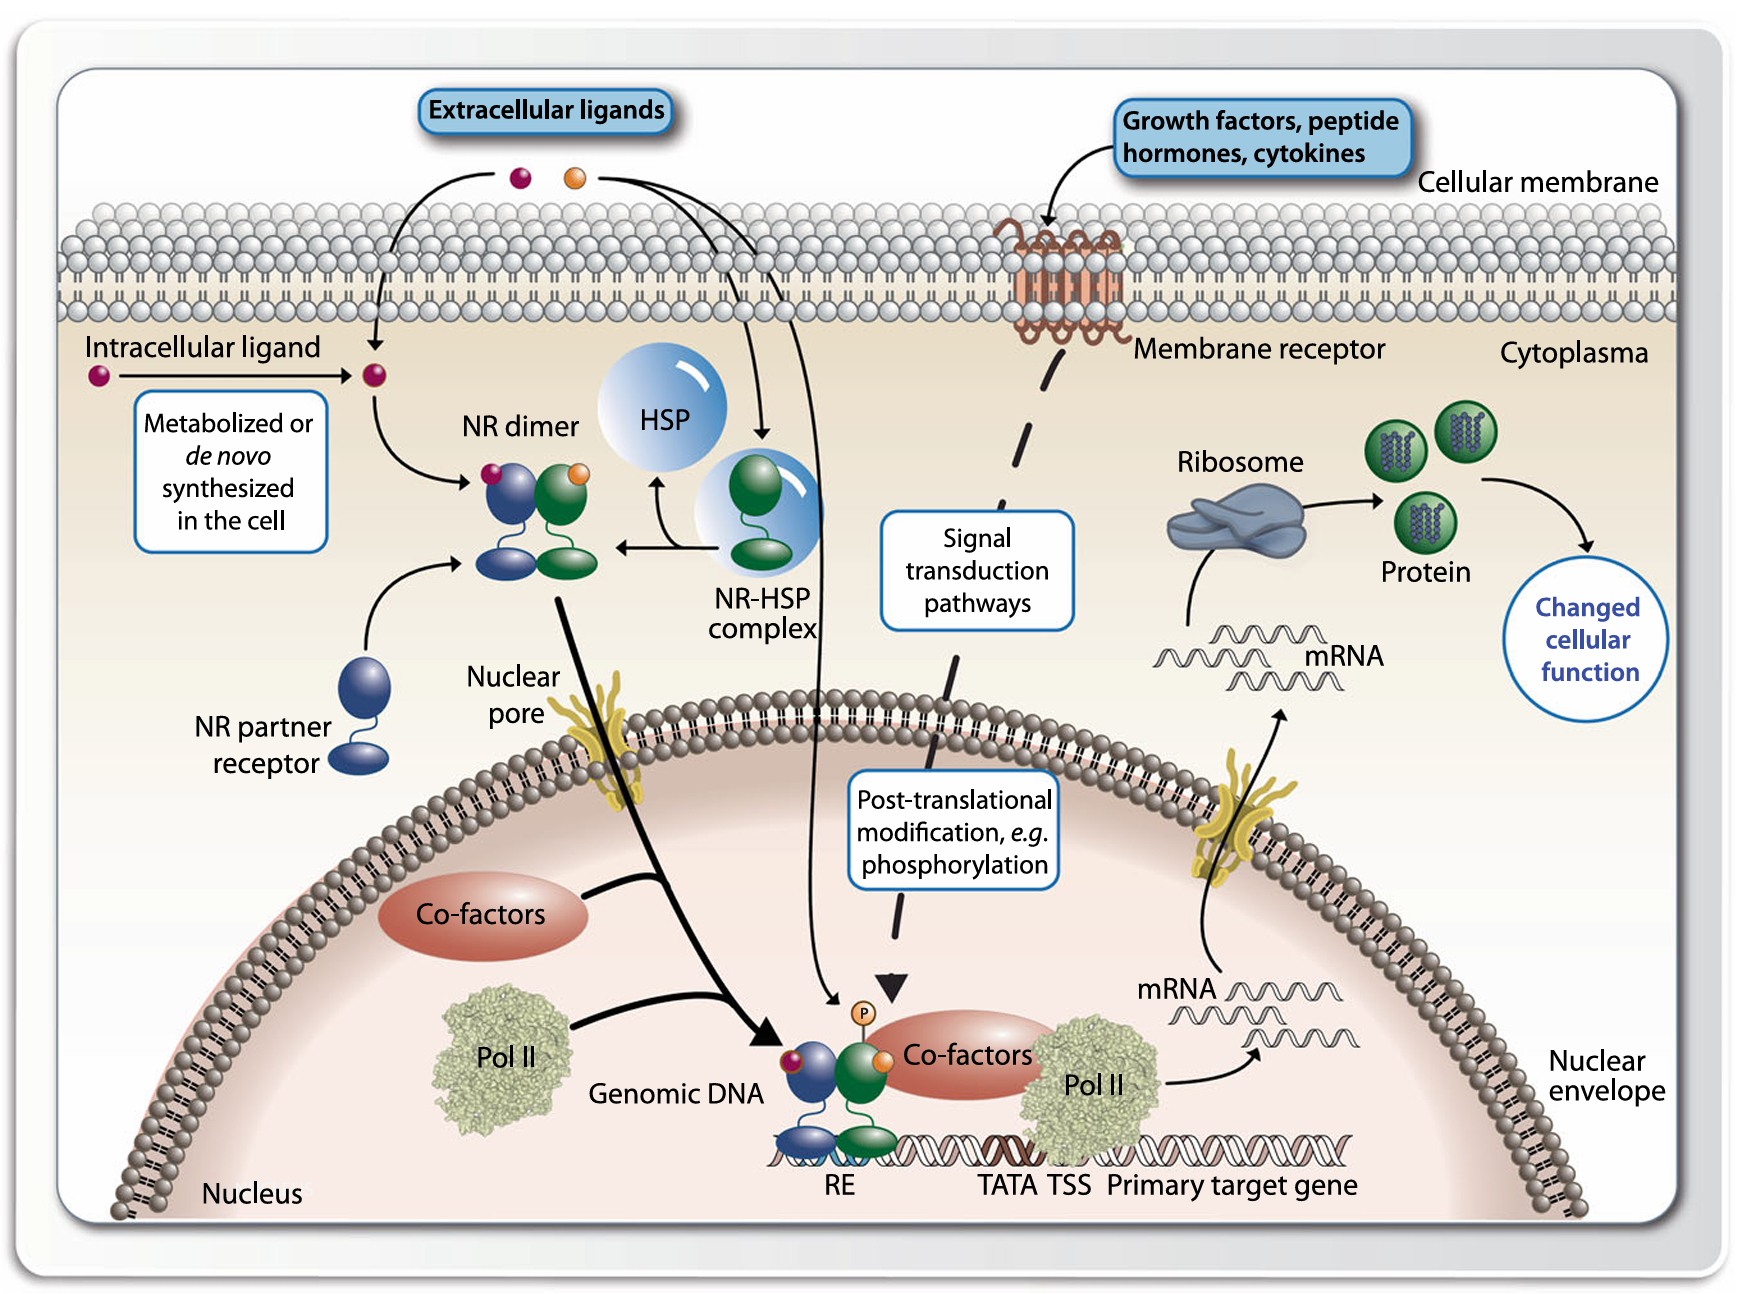 Extracellular ligands
Growth factors, peptide
hormones, cytokines
Cellular membrane
Intracellular ligand
Membrane receptor
Cytoplasma
Metabolized or
de novo
synthesized
in the cell
NR dimer
HSP
NR-HSP
complex
Signal
transduction
pathways
Ribosome
Protein
Changed
cellular
function
mRNA
NR partner
receptor
Nuclear
pore
Post-translational
modification, e.g.
phosphorylation
Co-factors
Pol II
Genomic DNA
P
Co-factors
Pol II
mRNA
Nuclear
envelope
Nucleus
RE
TATA TSS Primary target gene